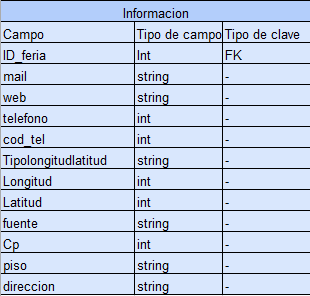 Informacion
Campo Tipo de campo Tipo de clave
ID_feria Int FK
mail string -
web string -
telefono int -
cod_tel int -
Tipolongitudlatitud string -
Longitud int -
Latitud int -
fuente string -
Cp int -
piso string -
direccion string -